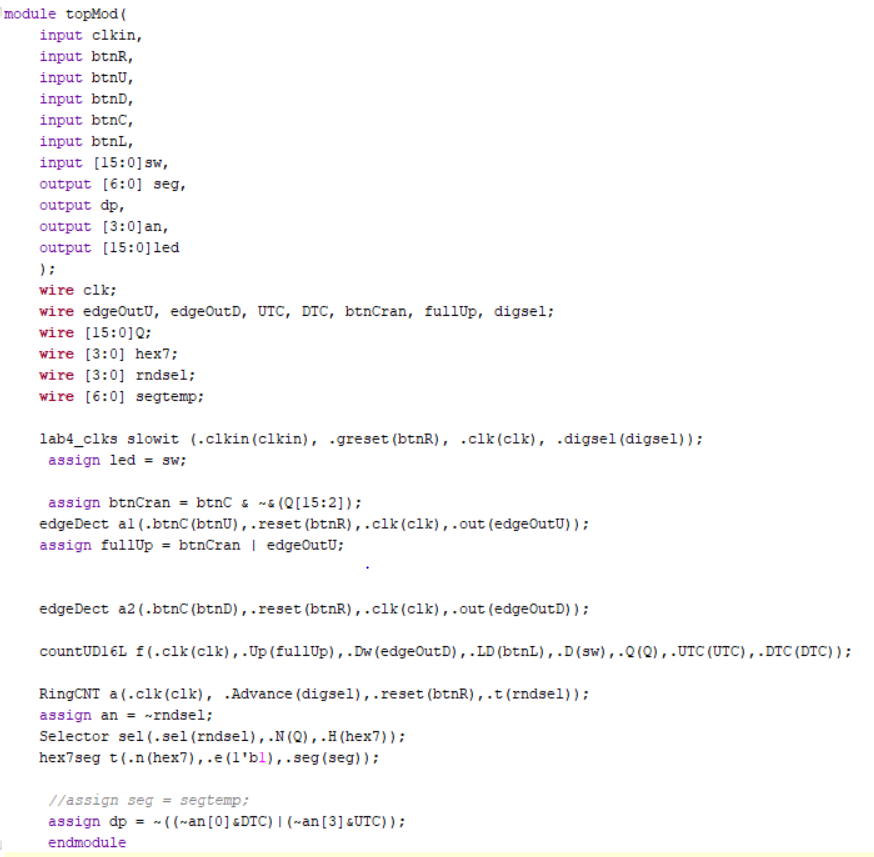 module topMod(
    input clkin,
    input btnR,
    input btnU,
    input btnD,
    input btnC,
    input btnL,
    input [15:0]sw,
    output [6:0] seg,
    output dp,
    output [3:0]an,
    output [15:0]led
    );
    wire clk;
    wire edgeOutU, edgeOutD, UTC, DTC, btnCran, fullUp, digsel;
    wire [15:0]Q;
    wire [3:0] hex7;
    wire [3:0] rndsel;
    wire [6:0] segtemp;

    lab4_clks slowit (.clkin(clkin), .greset(btnR), .clk(clk), .digsel(digsel));
     assign led = sw;

     assign btnCran = btnC & ~&(Q[15:2]);
    edgeDect a1(.btnC(btnU),.reset(btnR),.clk(clk),.out(edgeOutU));
    assign fullUp = btnCran | edgeOutU;

    edgeDect a2(.btnC(btnD),.reset(btnR),.clk(clk),.out(edgeOutD));

    countUD16L f(.clk(clk),.Up(fullUp),.Dw(edgeOutD),.LD(btnL),.D(sw),.Q(Q),.UTC(UTC),.DTC(DTC));

    RingCNT a(.clk(clk), .Advance(digsel),.reset(btnR),.t(rndsel));
    assign an = ~rndsel;
    Selector sel(.sel(rndsel),.N(Q),.H(hex7));
    hex7seg t(.n(hex7),.e(1'b1),.seg(seg));

     //assign seg = segtemp;
     assign dp = ~((~an[0]&DTC)|(~an[3]&UTC));
     endmodule